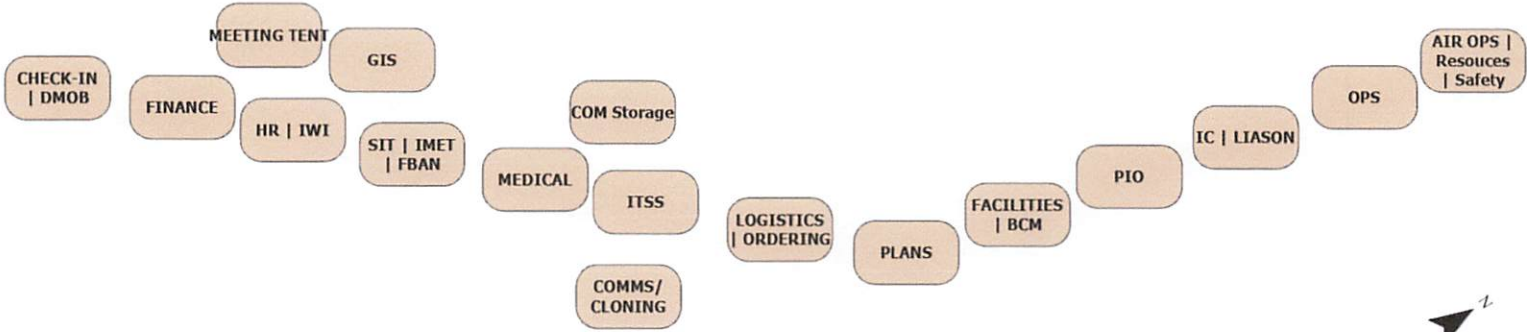 MEETING TENT
GIS
CHECK-IN
| DMOB
FINANCE
HR | IWI
SIT | IMET
| FBAN
COM Storage
MEDICAL
ITSS
COMMS/
CLONING
LOGISTICS
| ORDERING
PLANS
FACILITIES
| BCM
PIO
IC | LIASON
OPS
AIR OPS |
Resouces
| Safety
N